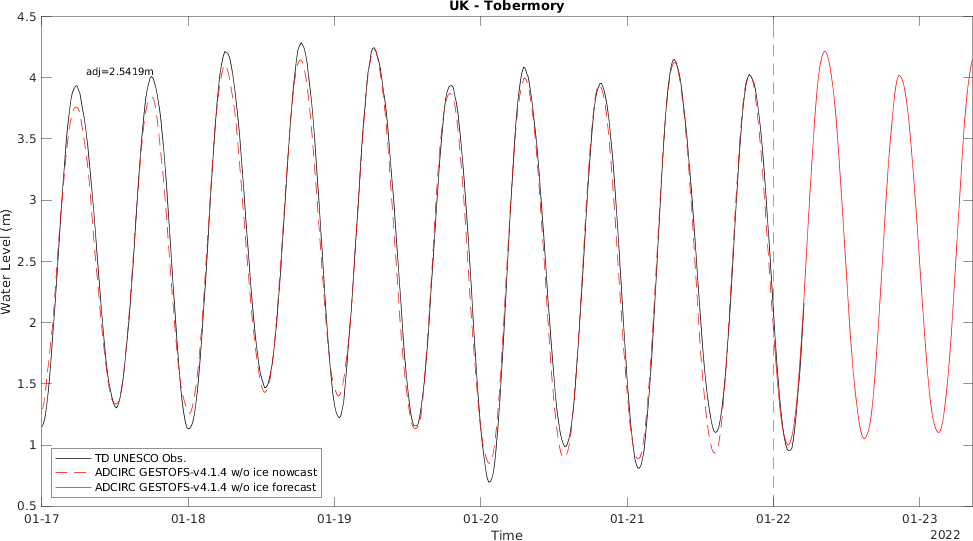 UK - Tobermory
4.5
4
3.5
3
2.5
2
1.5
1
0.5
Water Level (m)
adj=2.5419m
TD UNESCO Obs.
ADCIRC GESTOFS-v4.1.4 w/o ice nowcast
ADCIRC GESTOFS-v4.1.4 w/o ice forecast
01-17
01-18
01-19
01-20
01-21
01-22
01-23
Time
2022